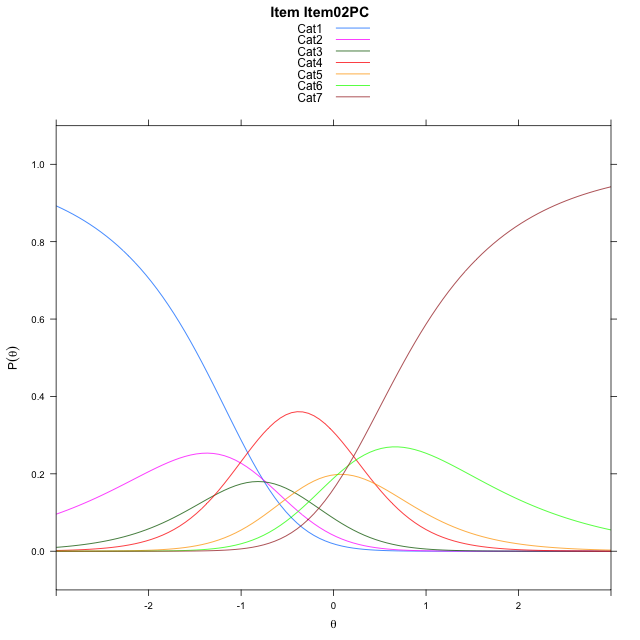 Item Item02PC
Cat1
Cat2
Cat3
Cat4
Cat5
Cat6
Cat7
1.0
0.8
0.6
0.4
0.2
0.0
P(θ)
-2 -1 0 1 2
θ